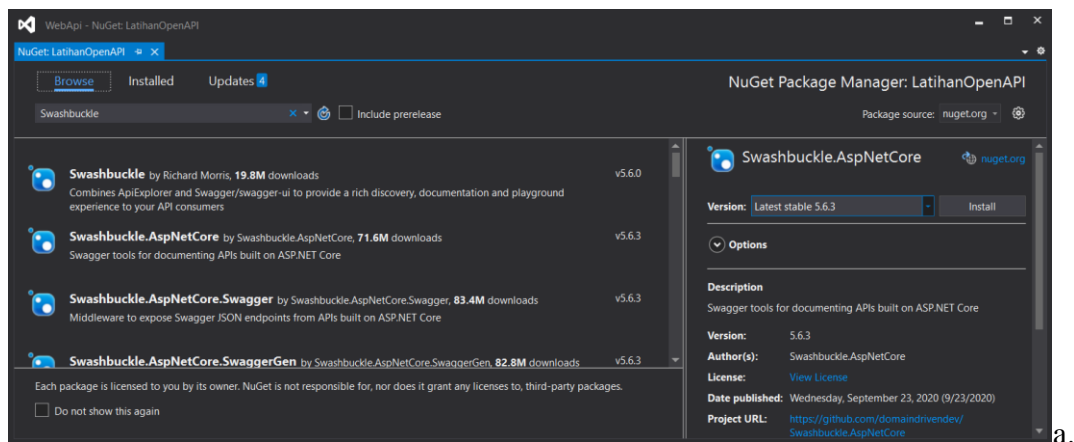 WebApi - NuGet: LatihanOpenAPI
NuGet: LatihanOpenAPI
Browse Installed Updates 4
NuGet Package Manager: LatihanOpenAPI
Swashbuckle
Include prerelease
Package source: nuget.org
Swashbuckle by Richard Morris, 19.8M downloads v5.6.0
Combines ApiExplorer and Swagger/swagger-ui to provide a rich discovery, documentation and playground
experience to your API consumers
Swashbuckle.AspNetCore by Swashbuckle.AspNetCore, 71.6M downloads v5.6.3
Swagger tools for documenting APIs built on ASP.NET Core
Swashbuckle.AspNetCore.Swagger by Swashbuckle.AspNetCore.Swagger, 83.4M downloads v5.6.3
Middleware to expose Swagger JSON endpoints from APIs built on ASP.NET Core
Swashbuckle.AspNetCore.SwaggerGen by Swashbuckle.AspNetCore.SwaggerGen, 82.8M downloads v5.6.3
Each package is licensed to you by its owner. NuGet is not responsible for, nor does it grant any licenses to, third-party packages.
Do not show this again
Swashbuckle.AspNetCore nuget.org
Version: Latest stable 5.6.3 Install
Options
Description
Swagger tools for documenting APIs built on ASP.NET Core
Version: 5.6.3
Author(s): Swashbuckle.AspNetCore
License: View License
Date published: Wednesday, September 23, 2020 (9/23/2020)
Project URL: https://github.com/domaindrivendev/
Swashbuckle.AspNetCore
a.